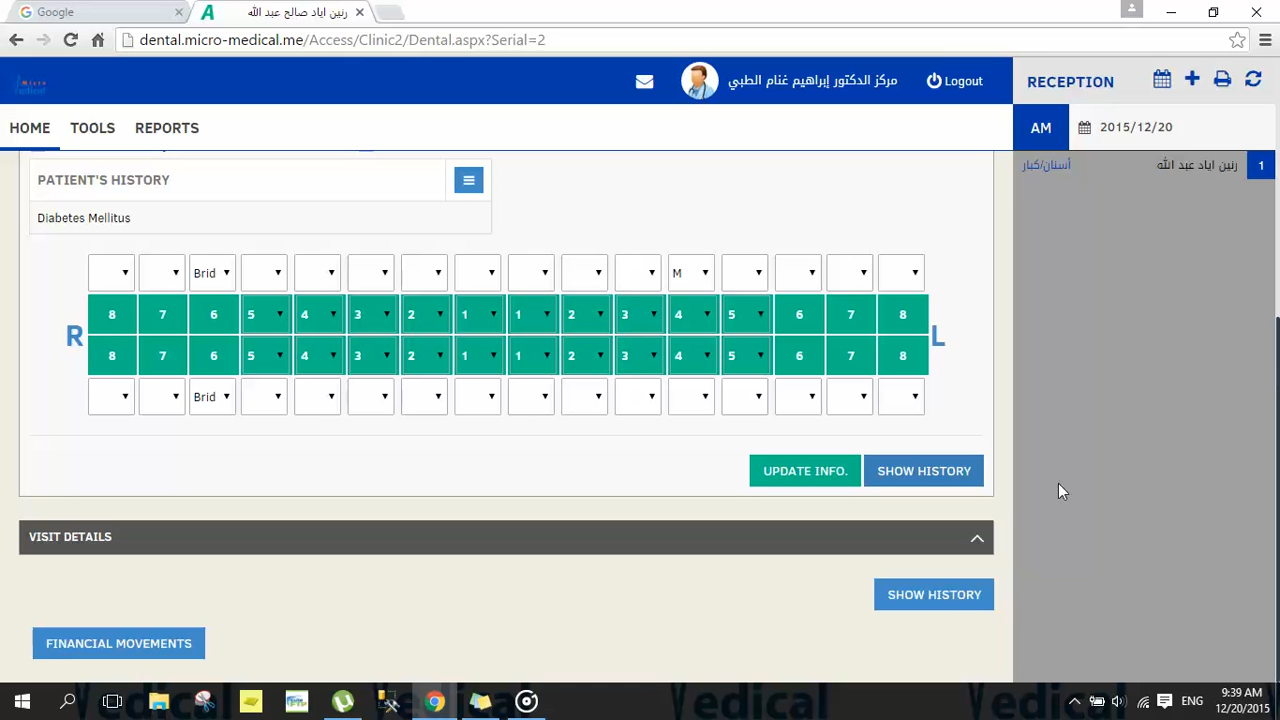 Google
رنين اياد صالح عبد الله
dental.micro-medical.me/Access/Clinic2/Dental.aspx?Serial=2
مركز الدكتور إبراهيم غنام الطبي
Logout
RECEPTION
HOME
TOOLS
REPORTS
AM
2015/12/20
أسنان/كبار
رنين اياد عبد الله
1
PATIENT'S HISTORY
Diabetes Mellitus
Brid M
R
8 7 6 5 4 3 2 1 1 2 3 4 5 6 7 8
8 7 6 5 4 3 2 1 1 2 3 4 5 6 7 8
L
Brid
UPDATE INFO.
SHOW HISTORY
VISIT DETAILS
SHOW HISTORY
FINANCIAL MOVEMENTS
ENG
9:39 AM
12/20/2015